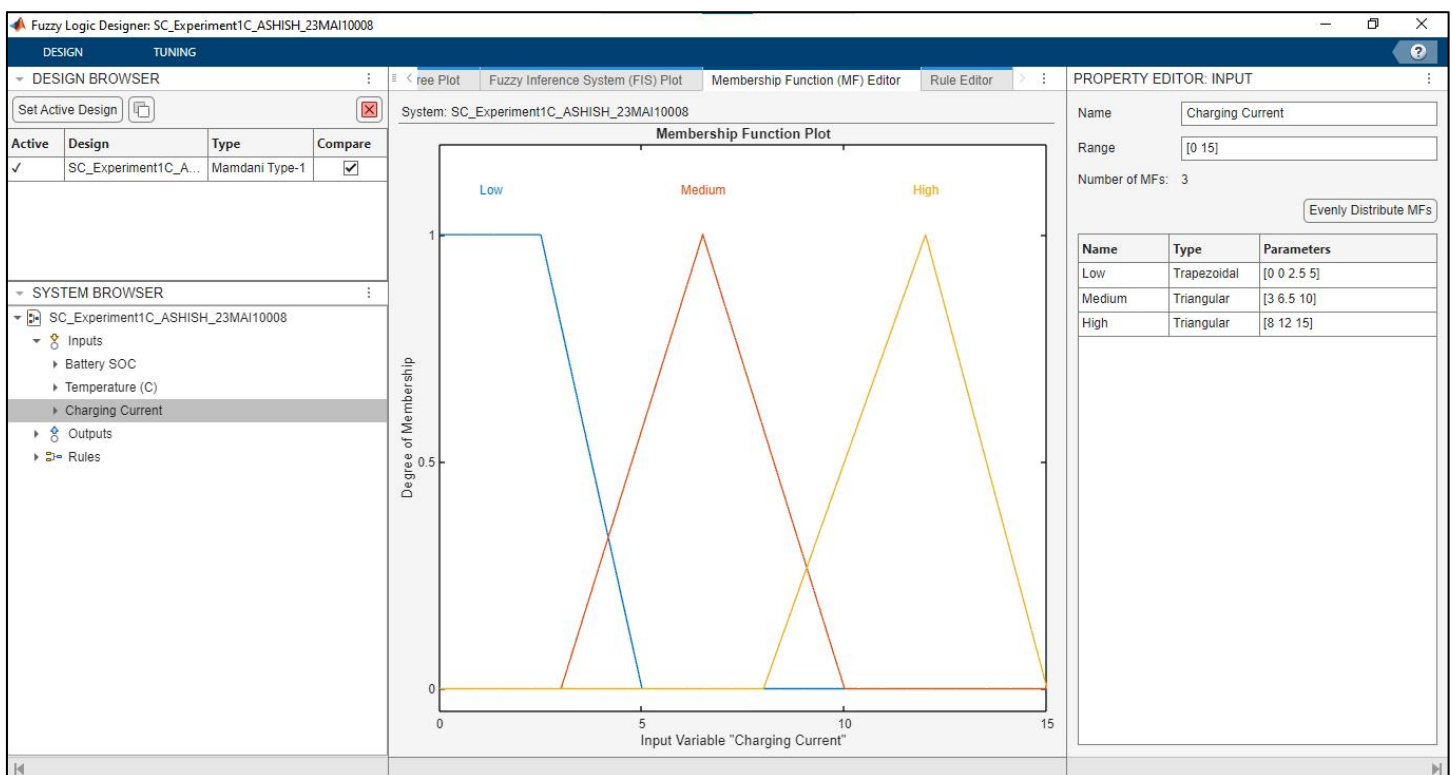 Fuzzy Logic Designer: SC_Experiment1C_ASHISH_23MAI10008
DESIGN TUNING
?
DESIGN BROWSER
Set Active Design
Active Design Type Compare
✓ SC_Experiment1C_A... Mamdani Type-1 ✓
SYSTEM BROWSER
SC_Experiment1C_ASHISH_23MAI10008
Inputs
Battery SOC
Temperature (C)
Charging Current
Outputs
Rules
ree Plot Fuzzy Inference System (FIS) Plot Membership Function (MF) Editor Rule Editor
System: SC_Experiment1C_ASHISH_23MAI10008
Membership Function Plot
Low Medium High
1
0.5
0
Degree of Membership
0 5 10 15
Input Variable "Charging Current"
PROPERTY EDITOR: INPUT
Name Charging Current
Range [0 15]
Number of MFs: 3
Evenly Distribute MFs
Name Type Parameters
Low Trapezoidal [0 0 2.5 5]
Medium Triangular [3 6.5 10]
High Triangular [8 12 15]